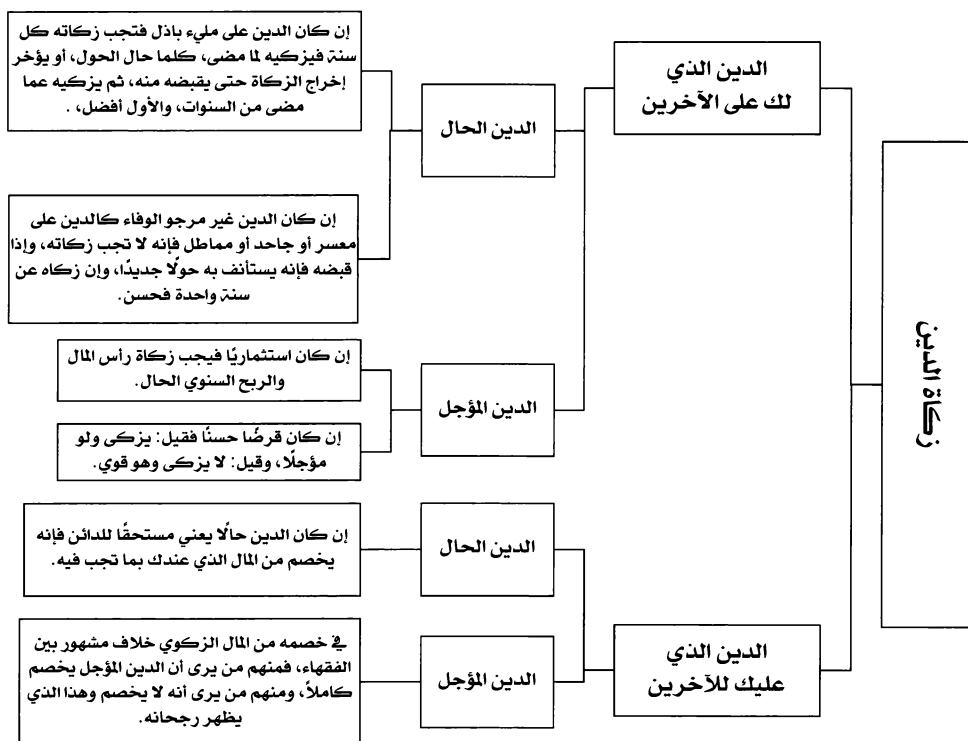 زكاة الدين
الدين الذي
لك على الآخرين
الدين الحال
إن كان الدين على مليء باذل فتجب زكاته كل
سنة فيزكيه لما مضى، كلما حال الحول، أو يؤخر
إخراج الزكاة حتى يقبضه منه، ثم يزكيه عما
مضى من السنوات، والأول أفضل، .
إن كان الدين غير مرجو الوفاء كالدين على
معسر أو جاحد أو مماطل فإنه لا تجب زكاته، وإذا
قبضه فإنه يستأنف به حولًا جديدًا، وإن زكاه عن
سنة واحدة فحسن.
الدين المؤجل
إن كان استثماريًا فيجب زكاة رأس المال
والربح السنوي الحال.
إن كان قرضًا حسنًا فقيل: يزكى ولو
مؤجلًا، وقيل: لا يزكى وهو قوي.
الدين الذي
عليك للآخرين
الدين الحال
إن كان الدين حالًا يعني مستحقًا للدائن فإنه
يخصم من المال الذي عندك بما تجب فيه.
الدين المؤجل
في خصمه من المال الزكوي خلاف مشهور بين
الفقهاء، فمنهم من يرى أن الدين المؤجل يخصم
كاملاً، ومنهم من يرى أنه لا يخصم وهذا الذي
يظهر رجحانه.